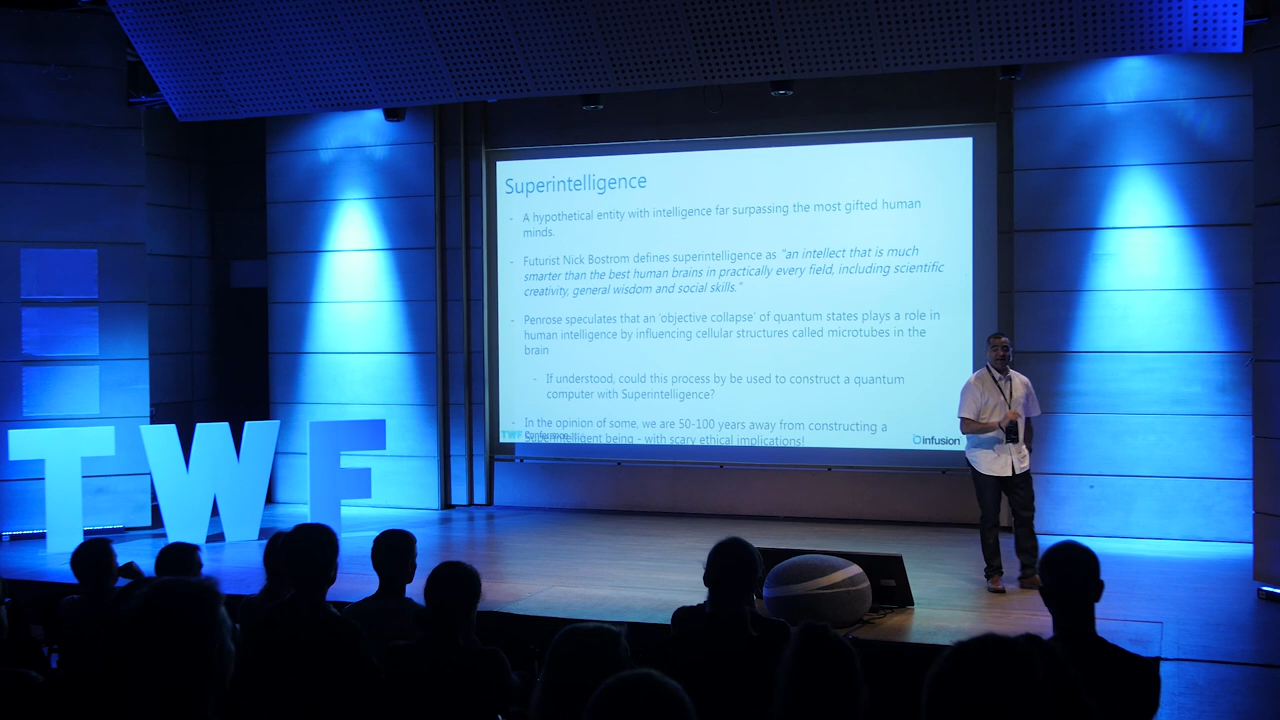 Superintelligence
- A hypothetical entity with intelligence far surpassing the most gifted human
minds.
- Futurist Nick Bostrom defines superintelligence as "an intellect that is much
smarter than the best human brains in practically every field, including scientific
creativity, general wisdom and social skills."
- Penrose speculates that an 'objective collapse' of quantum states plays a role in
human intelligence by influencing cellular structures called microtubes in the
brain
- If understood, could this process by be used to construct a quantum
computer with Superintelligence?
- In the opinion of some, we are 50-100 years away from constructing a
superintelligent being - with scary ethical implications!
TWF Conference
infusion
TWF